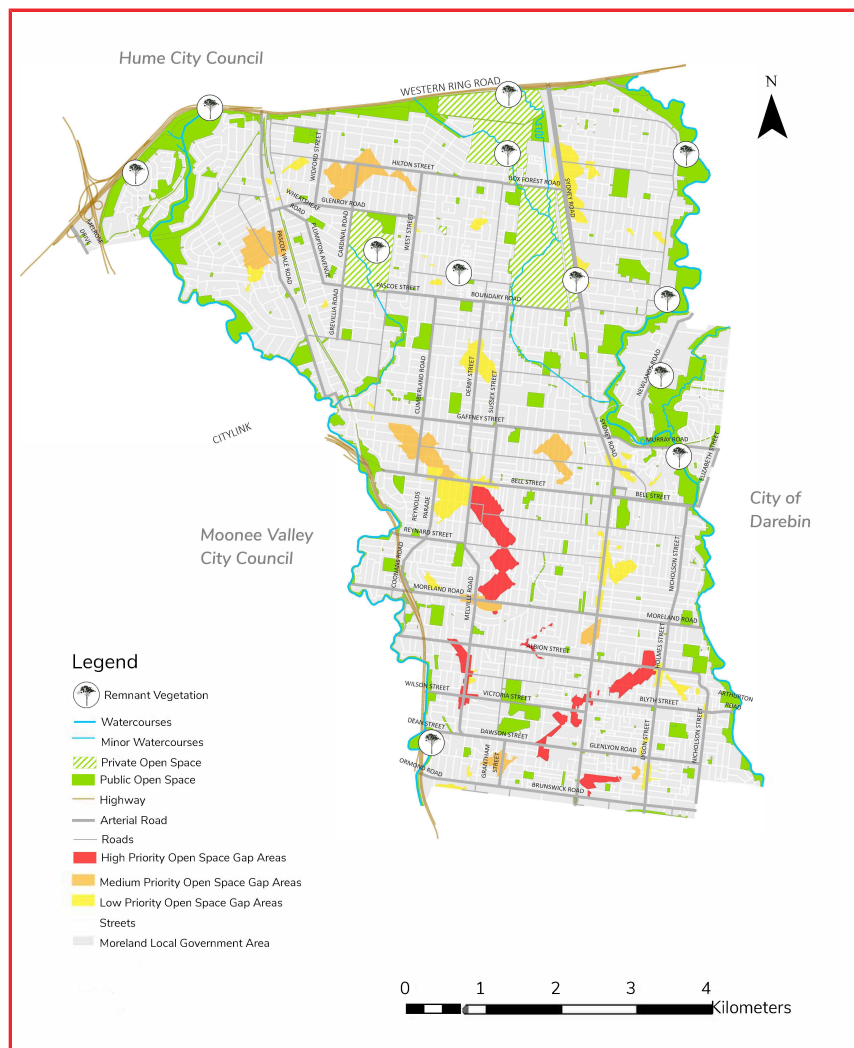 Hume City Council
WESTERN RING ROAD
N
WIDFORD STREET
HILTON STREET
BOX FOREST ROAD
SYDNEY ROAD
WHEATSHEAF
ROAD
GLENROY ROAD
CARDINAL ROAD
PLUMPTON AVENUE
WEST STREET
MELROSE
DRIVE
PASCOE VALE ROAD
PASCOE STREET
BOUNDARY ROAD
GREVILLIA ROAD
CUMBERLAND ROAD
DERBY STREET
SUSSEX STREET
NEWLANDS ROAD
GAFFNEY STREET
SYDNEY ROAD
MURRAY ROAD
ELIZABETH STREET
CITYLINK
BELL STREET
BELL STREET
REYNOLDS
PARADE
City of
Darebin
Moonee Valley
City Council
REYNARD STREET
COONANS ROAD
NICHOLSON STREET
MORELAND ROAD
MELVILLE ROAD
MORELAND ROAD
ALBION STREET
HOLMES STREET
WILSON STREET
VICTORIA STREET
BLYTH STREET
ARTHURTON
ROAD
DEAN STREET
DAWSON STREET
GLENLYON ROAD
LYGON STREET
NICHOLSON STREET
GRANTHAM
STREET
ORMOND ROAD
BRUNSWICK ROAD
Legend
Remnant Vegetation
Watercourses
Minor Watercourses
Private Open Space
Public Open Space
Highway
Arterial Road
Roads
High Priority Open Space Gap Areas
Medium Priority Open Space Gap Areas
Low Priority Open Space Gap Areas
Streets
Moreland Local Government Area
0 1 2 3 4
Kilometers